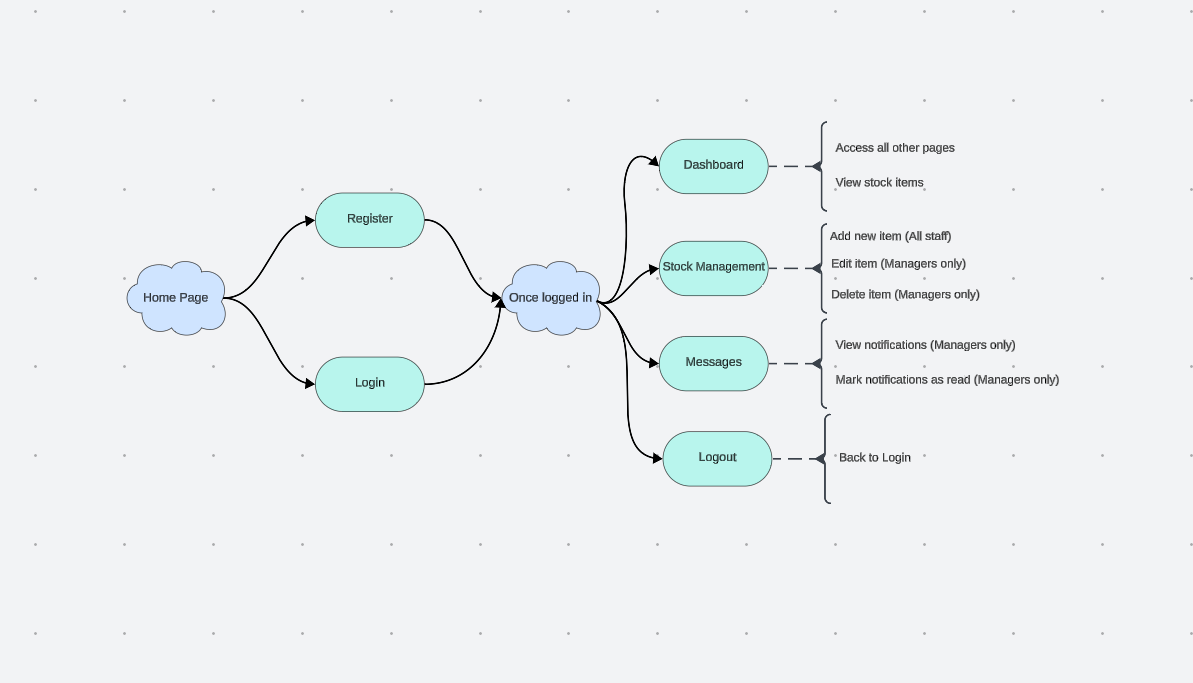 Home Page
Register
Login
Once logged in
Dashboard
Access all other pages
View stock items
Stock Management
Add new item (All staff)
Edit item (Managers only)
Delete item (Managers only)
Messages
View notifications (Managers only)
Mark notifications as read (Managers only)
Logout
Back to Login